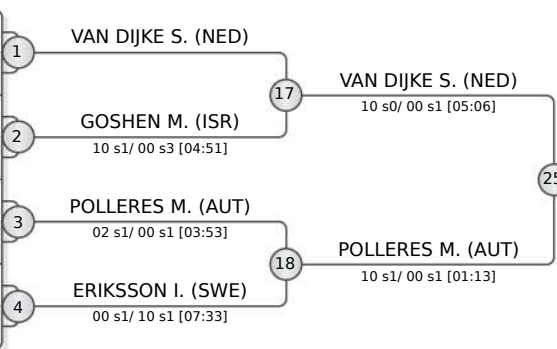 VAN DIJKE S. (NED)
1
17
VAN DIJKE S. (NED)
10 s0/ 00 s1 [05:06]
GOSHEN M. (ISR)
2
10 s1/ 00 s3 [04:51]
25
POLLERES M. (AUT)
3
02 s1/ 00 s1 [03:53]
18
POLLERES M. (AUT)
10 s1/ 00 s1 [01:13]
ERIKSSON I. (SWE)
4
00 s1/ 10 s1 [07:33]